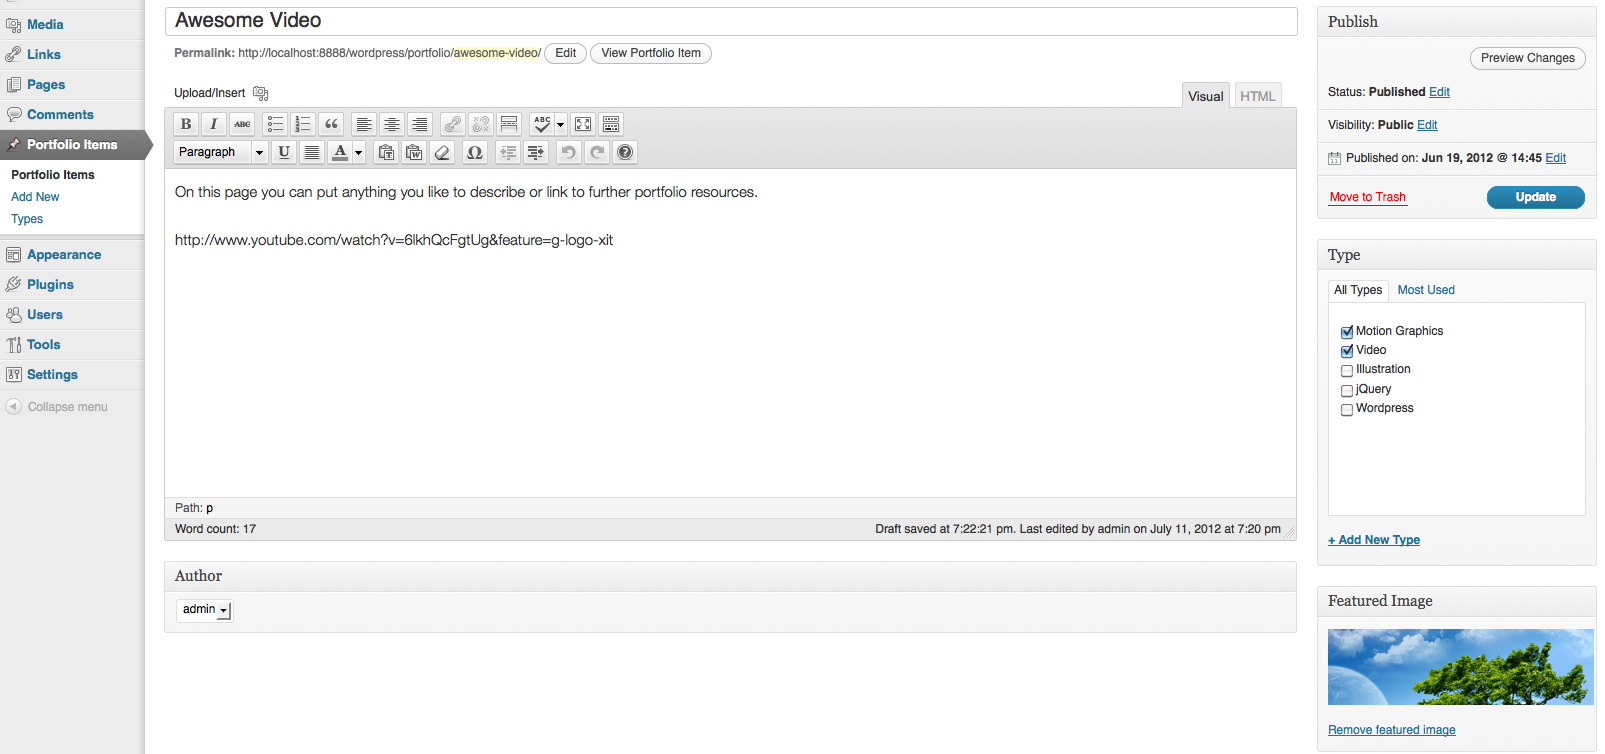 Media
Links
Pages
Comments
Portfolio Items
Portfolio Items
Add New
Types
Appearance
Plugins
Users
Tools
Settings
Collapse menu
Awesome Video
Permalink: http://localhost:8888/wordpress/portfolio/awesome-video/ Edit View Portfolio Item
Upload/Insert
Visual HTML
B I ABC ABC
Paragraph U A
On this page you can put anything you like to describe or link to further portfolio resources.
http://www.youtube.com/watch?v=6lkhQcFgtUg&feature=g-logo-xit
Path: p
Word count: 17 Draft saved at 7:22:21 pm. Last edited by admin on July 11, 2012 at 7:20 pm
Author
admin
Publish
Preview Changes
Status: Published Edit
Visibility: Public Edit
Published on: Jun 19, 2012 @ 14:45 Edit
Move to Trash Update
Type
All Types Most Used
Motion Graphics
Video
Illustration
jQuery
Wordpress
+ Add New Type
Featured Image
Remove featured image